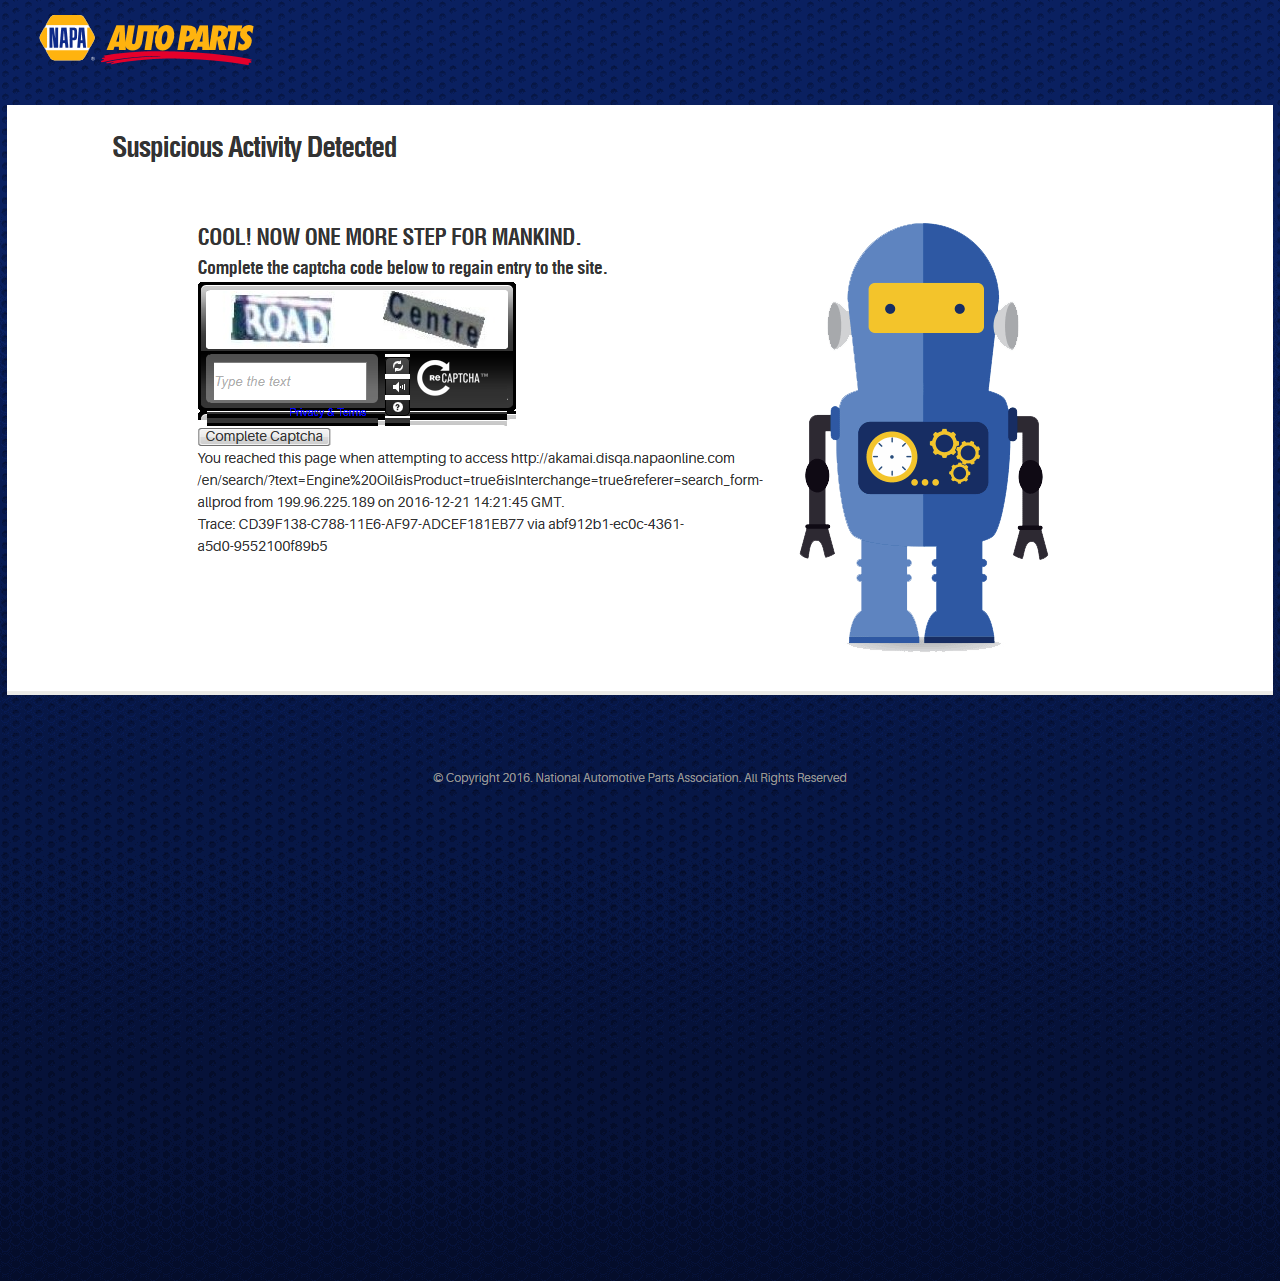 NAPA AUTO PARTS
Suspicious Activity Detected
COOL! NOW ONE MORE STEP FOR MANKIND.
Complete the captcha code below to regain entry to the site.
ROAD Centre
Type the text
reCAPTCHA™
Privacy & Terms
Complete Captcha
You reached this page when attempting to access http://akamai.disqa.napaonline.com
/en/search/?text=Engine%20Oil&isProduct=true&isInterchange=true&referer=search_form-
allprod from 199.96.225.189 on 2016-12-21 14:21:45 GMT.
Trace: CD39F138-C788-11E6-AF97-ADCEF181EB77 via abf912b1-ec0c-4361-
a5d0-9552100f89b5
© Copyright 2016. National Automotive Parts Association. All Rights Reserved